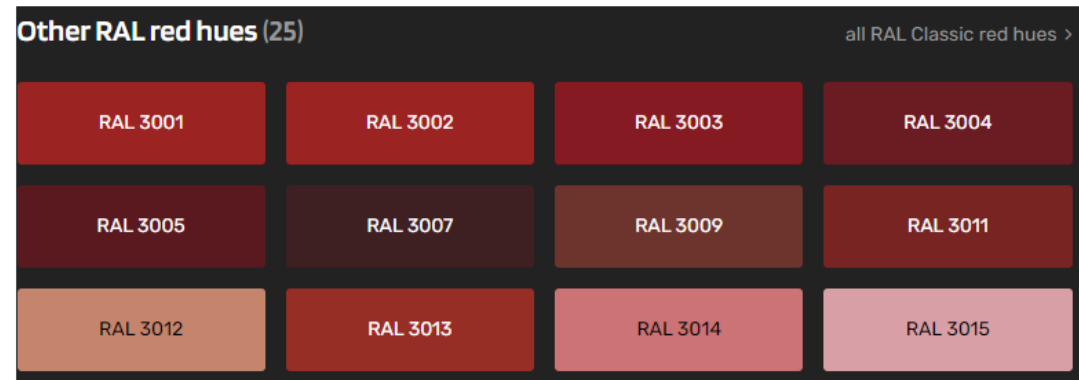 Other RAL red hues (25)
all RAL Classic red hues >
RAL 3001 RAL 3002 RAL 3003 RAL 3004
RAL 3005 RAL 3007 RAL 3009 RAL 3011
RAL 3012 RAL 3013 RAL 3014 RAL 3015